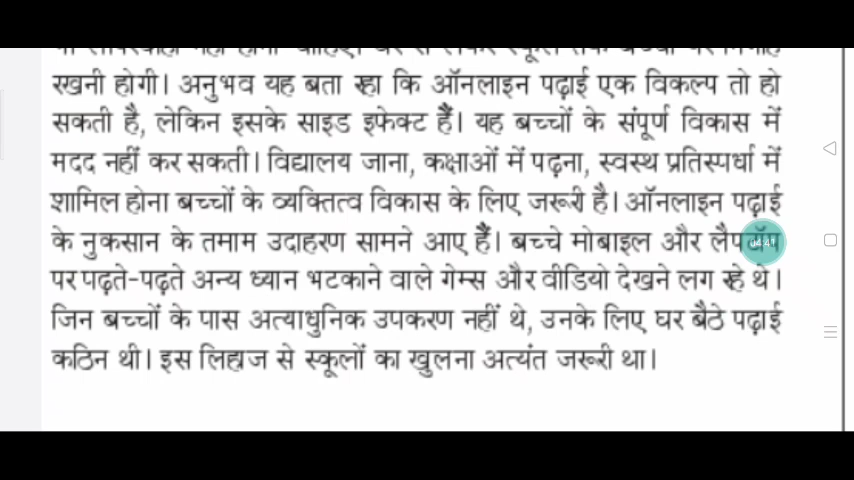 रखनी होगी। अनुभव यह बता रहा कि ऑनलाइन पढ़ाई एक विकल्प तो हो
सकती है, लेकिन इसके साइड इफेक्ट हैं। यह बच्चों के संपूर्ण विकास में
मदद नहीं कर सकती। विद्यालय जाना, कक्षाओं में पढ़ना, स्वस्थ प्रतिस्पर्धा में
शामिल होना बच्चों के व्यक्तित्व विकास के लिए जरूरी है। ऑनलाइन पढ़ाई
के नुकसान के तमाम उदाहरण सामने आए हैं। बच्चे मोबाइल और लैपटॉप
पर पढ़ते-पढ़ते अन्य ध्यान भटकाने वाले गेम्स और वीडियो देखने लग रहे थे।
जिन बच्चों के पास अत्याधुनिक उपकरण नहीं थे, उनके लिए घर बैठे पढ़ाई
कठिन थी। इस लिहाज से स्कूलों का खुलना अत्यंत जरूरी था।